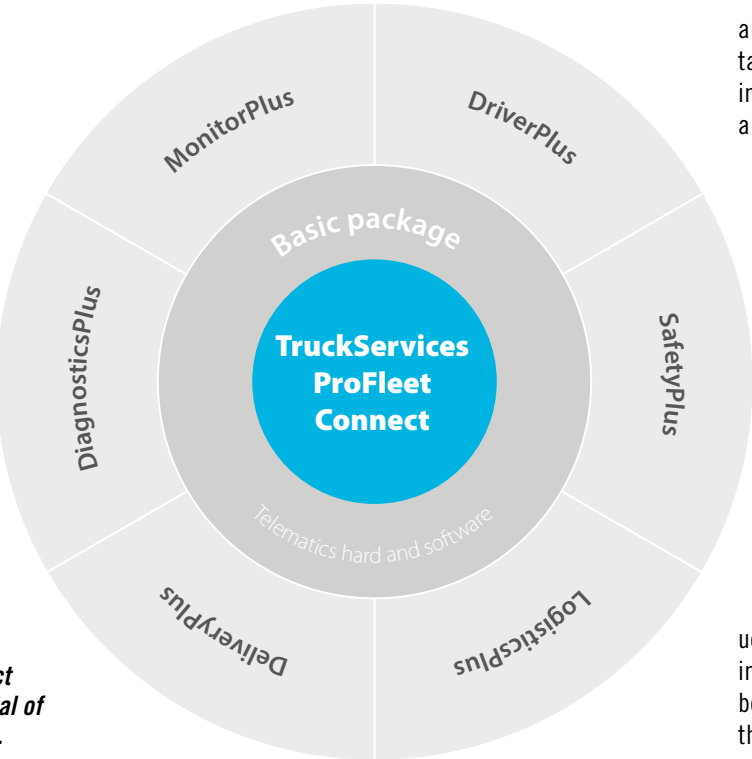 MonitorPlus
DriverPlus
SafetyPlus
LogisticsPlus
DeliveryPlus
DiagnosticsPlus
Basic package
TruckServices
ProFleet
Connect
Telematics hard and software